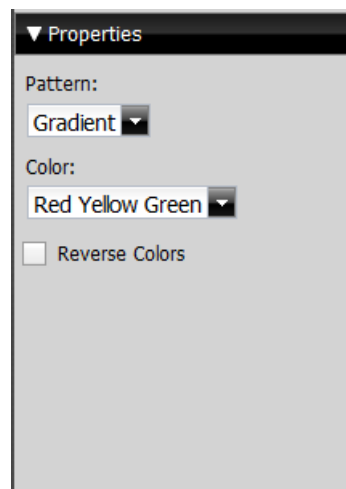 Properties
Pattern:
Gradient
Color:
Red Yellow Green
Reverse Colors